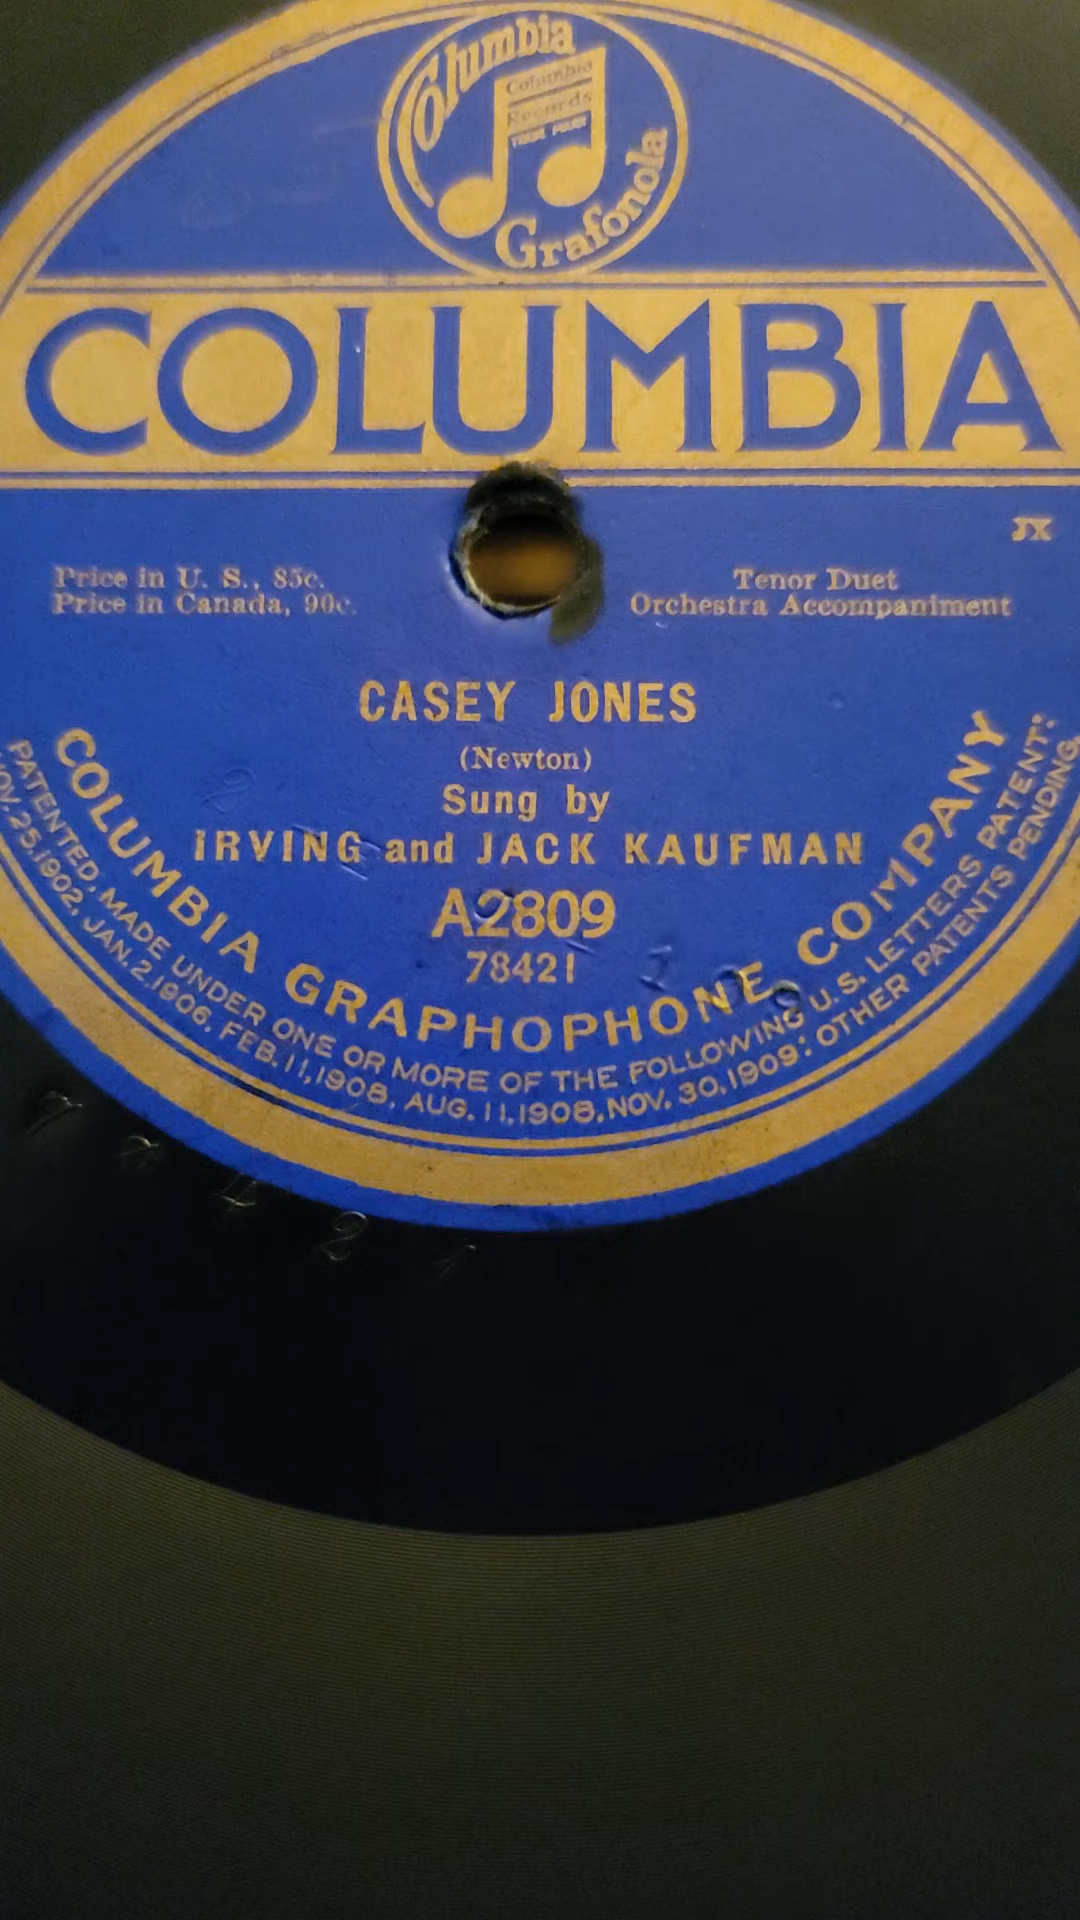 Columbia
Columbia
Records
TRADE MARK
Grafonola
COLUMBIA
JX
Price in U. S., 85c.
Price in Canada, 90c.
Tenor Duet
Orchestra Accompaniment
CASEY JONES
(Newton)
Sung by
IRVING and JACK KAUFMAN
A2809
78421
COLUMBIA GRAPHOPHONE COMPANY
PATENTED, MADE UNDER ONE OR MORE OF THE FOLLOWING U.S. LETTERS PATENT:
NOV. 25, 1902, JAN. 2, 1906, FEB. 11, 1908, AUG. 11, 1908, NOV. 30, 1909: OTHER PATENTS PENDING.